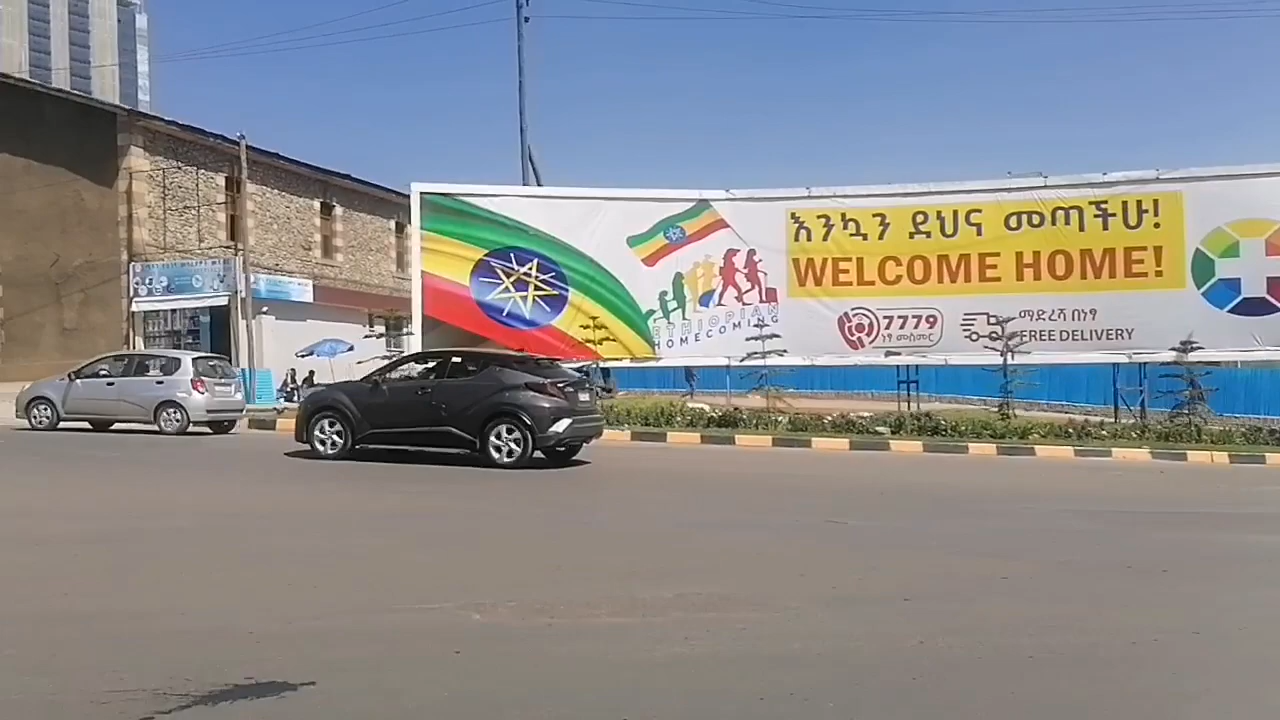 እንኳን ደህና መጣችሁ!
WELCOME HOME!
ETHIOPIAN
HOMECOMING
7779
ነፃ መስመር
ማድረሻ በነፃ
FREE DELIVERY